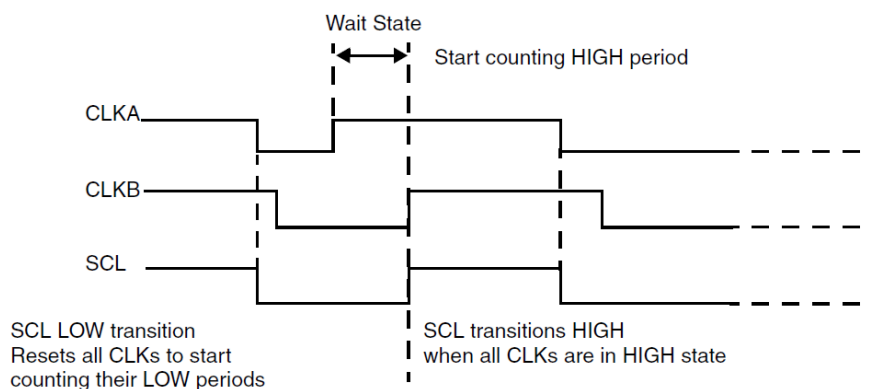 Wait State
Start counting HIGH period
CLKA
CLKB
SCL
SCL LOW transition
Resets all CLKs to start
counting their LOW periods
SCL transitions HIGH
when all CLKs are in HIGH state